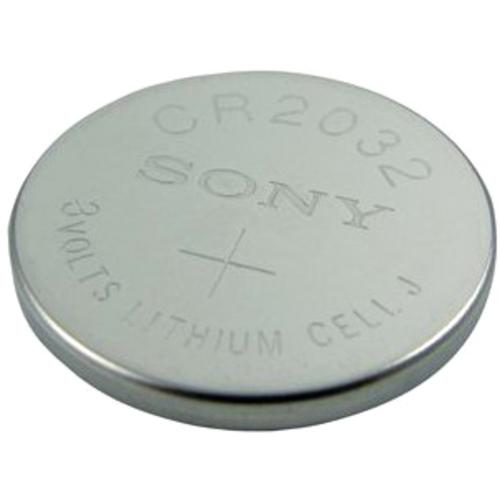 CR2032
SONY
+
3VOLTS LITHIUM CELL J